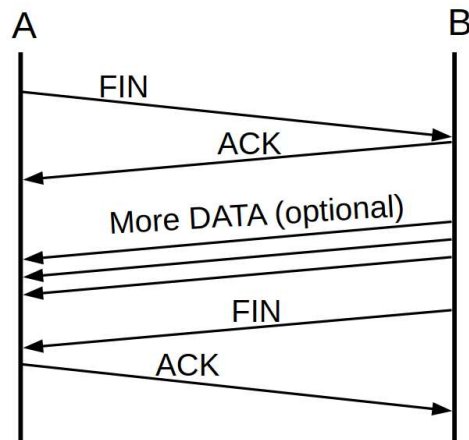 A
B
FIN
ACK
More DATA (optional)
FIN
ACK